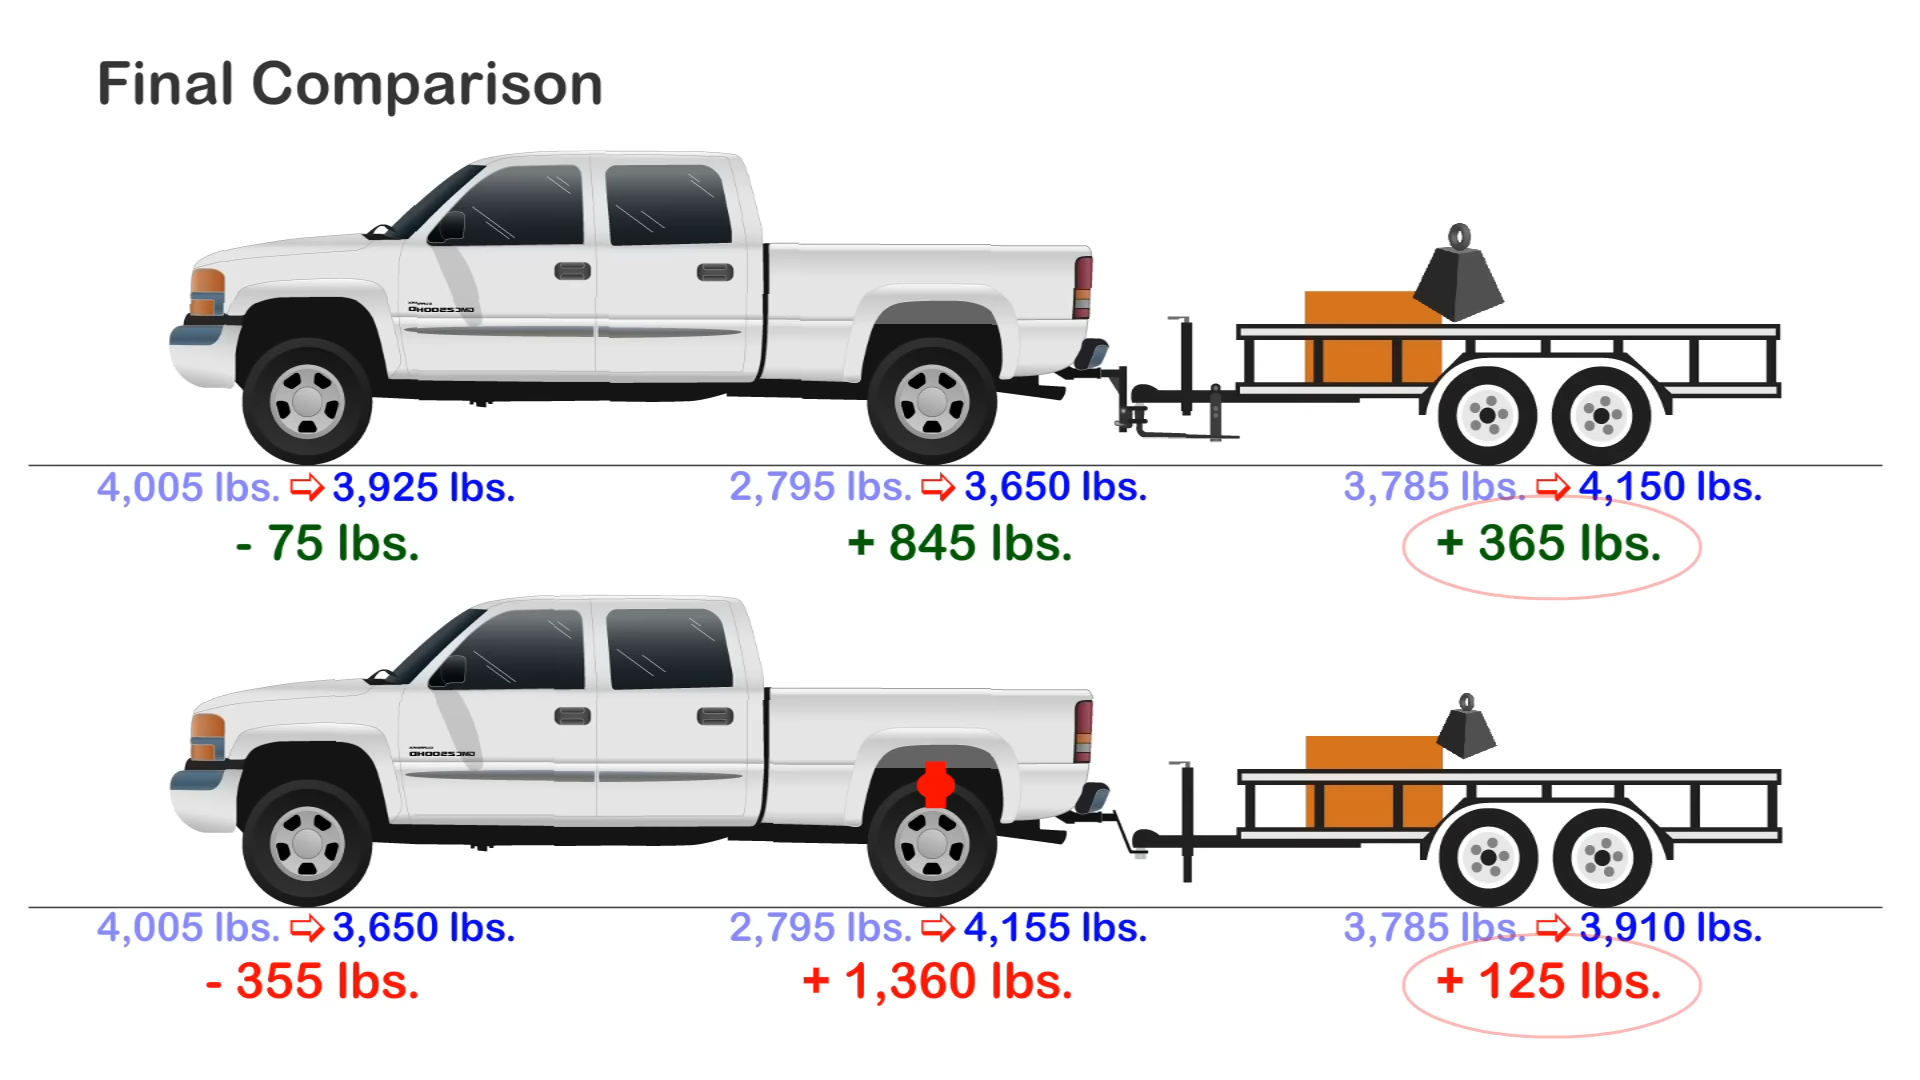 Final Comparison
4,005 lbs. ⇨ 3,925 lbs.
2,795 lbs. ⇨ 3,650 lbs.
3,785 lbs. ⇨ 4,150 lbs.
- 75 lbs.
+ 845 lbs.
+ 365 lbs.
4,005 lbs. ⇨ 3,650 lbs.
2,795 lbs. ⇨ 4,155 lbs.
3,785 lbs. ⇨ 3,910 lbs.
- 355 lbs.
+ 1,360 lbs.
+ 125 lbs.